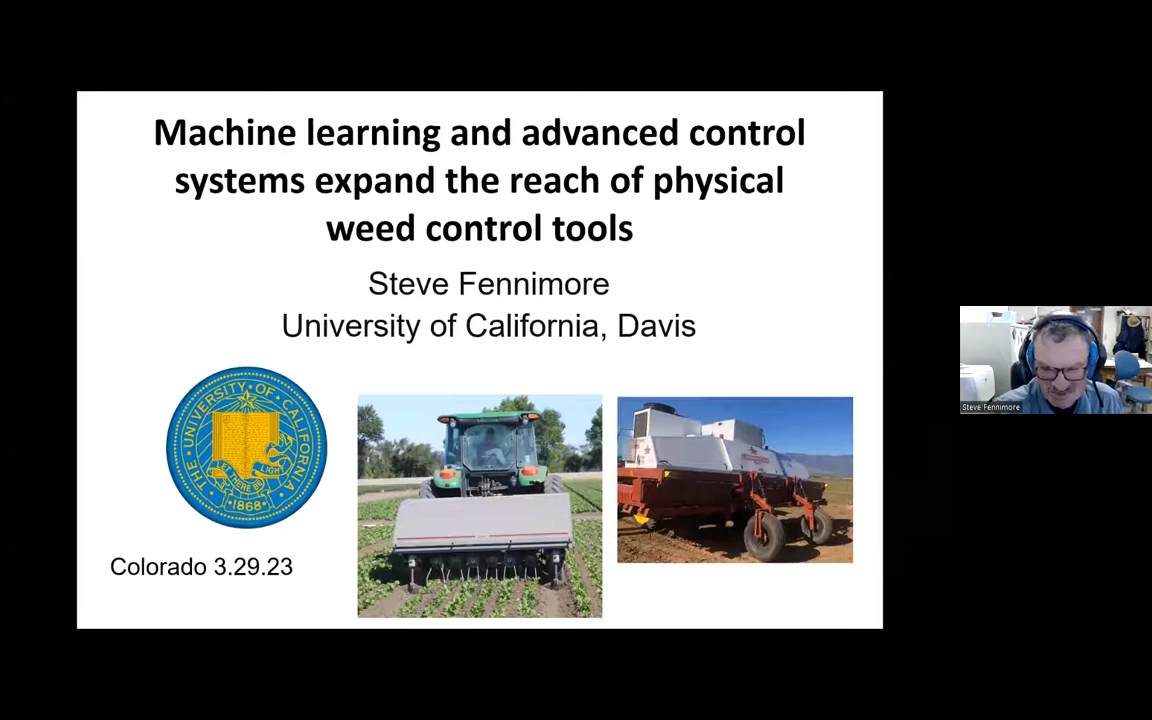 Machine learning and advanced control
systems expand the reach of physical
weed control tools
Steve Fennimore
University of California, Davis
THE UNIVERSITY OF CALIFORNIA
LET THERE BE LIGHT
1868
Colorado 3.29.23
Steve Fennimore